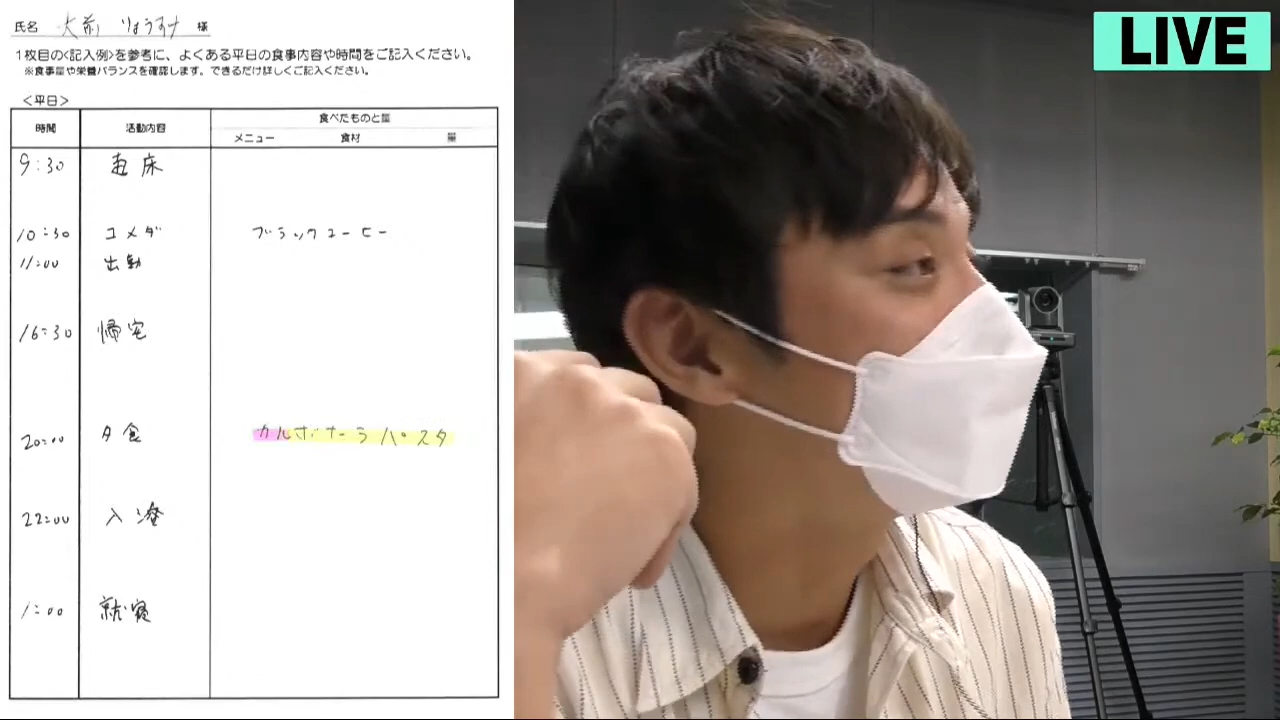 氏名 大前 りょうすけ 様
1枚目の<記入例>を参考に、よくある平日の食事内容や時間をご記入ください。
※食事量や栄養バランスを確認します。できるだけ詳しくご記入ください。
<平日>
時間 活動内容 食べたものと量
メニュー 食材 量
9:30 起床
10:30 コメダ ブラックコーヒー
11:00 出勤
16:30 帰宅
20:00 夕食 カルボナーラパスタ
22:00 入浴
1:00 就寝
LIVE